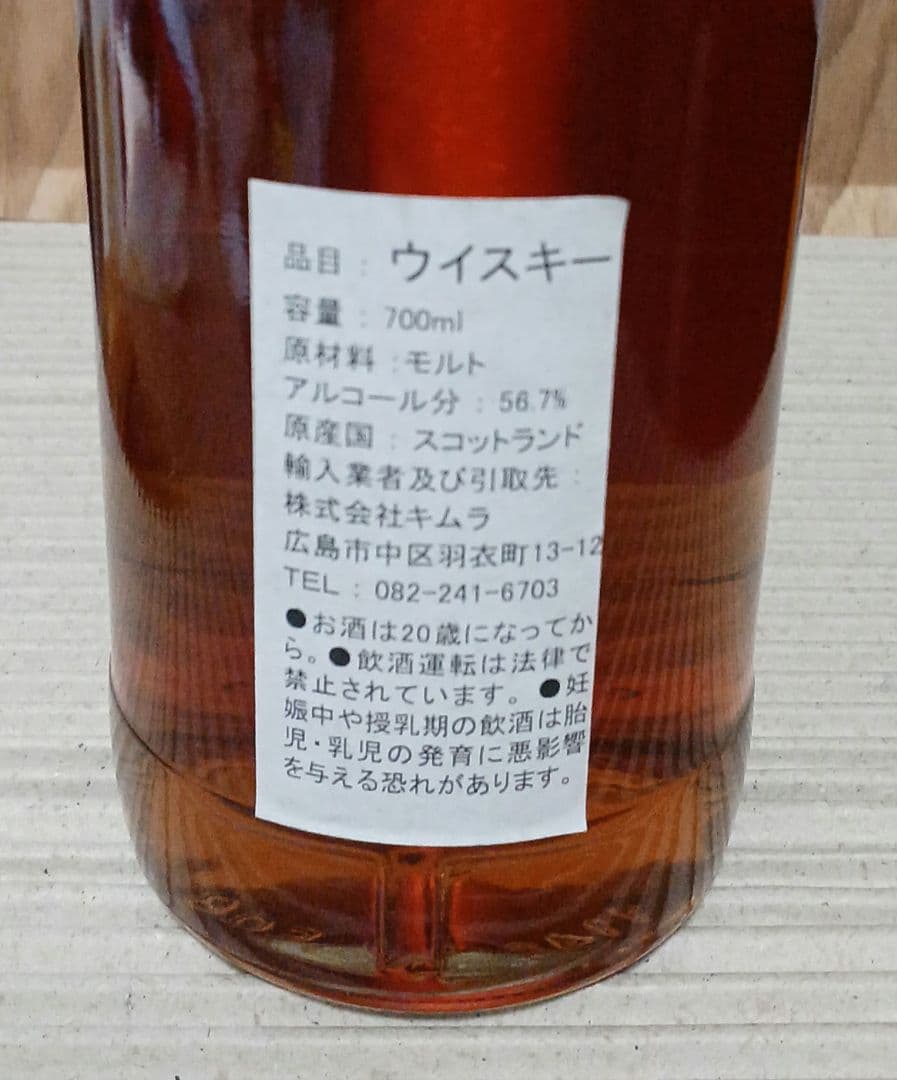 品目 : ウイスキー
容量 : 700ml
原材料 : モルト
アルコール分 : 56.7%
原産国 : スコットランド
輸入業者及び引取先 :
株式会社キムラ
広島市中区羽衣町13-12
TEL : 082-241-6703
●お酒は20歳になってか
ら。●飲酒運転は法律で
禁止されています。●妊
娠中や授乳期の飲酒は胎
児・乳児の発育に悪影響
を与える恐れがあります。